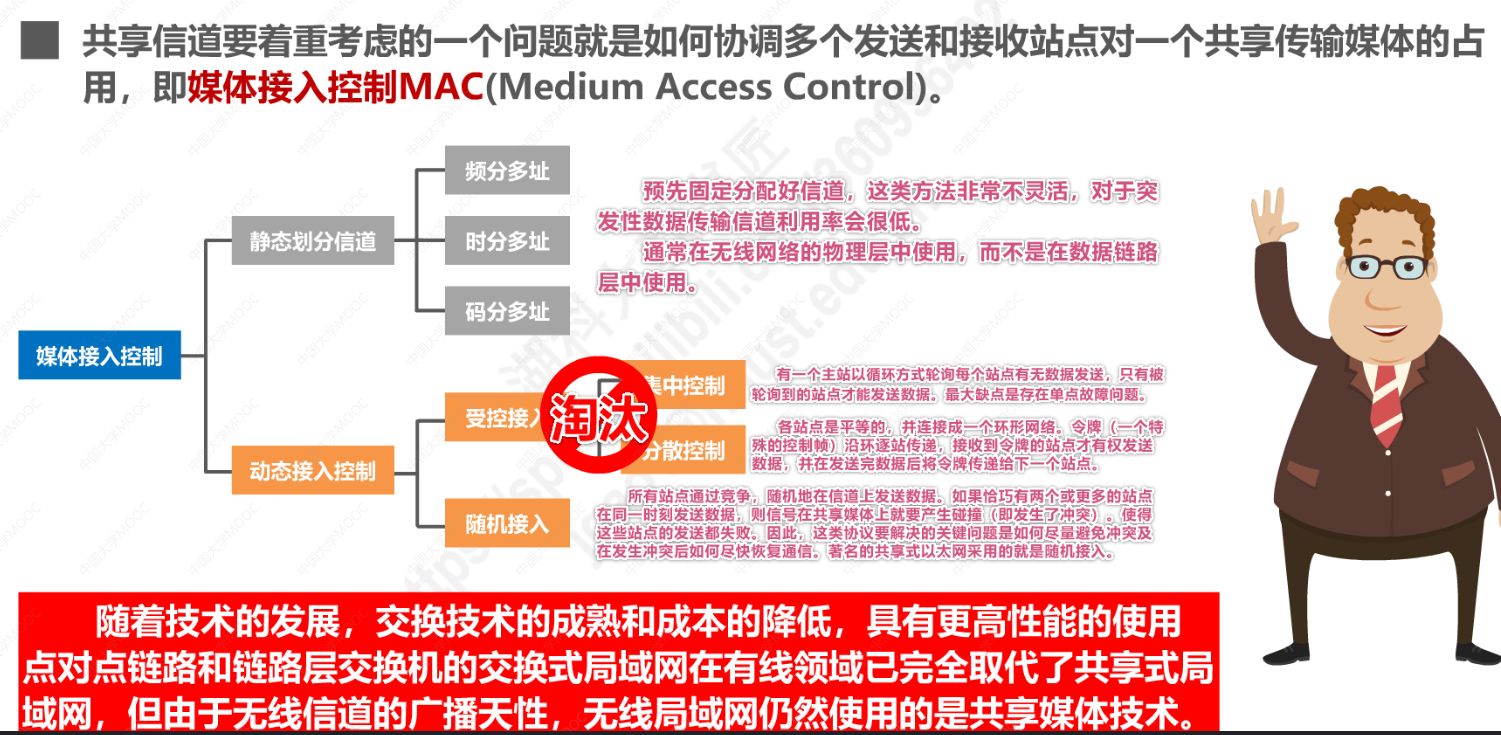 共享信道要着重考虑的一个问题就是如何协调多个发送和接收站点对一个共享传输媒体的占
用，即媒体接入控制MAC(Medium Access Control)。
频分多址
静态划分信道
时分多址
码分多址
预先固定分配好信道，这类方法非常不灵活，对于突
发性数据传输信道利用率会很低。
通常在无线网络的物理层中使用，而不是在数据链路
层中使用。
媒体接入控制
动态接入控制
受控接入
淘汰
集中控制
有一个主站以循环方式轮询每个站点有无数据发送，只有被
轮询到的站点才能发送数据。最大缺点是存在单点故障问题。
分散控制
各站点是平等的，并连接成一个环形网络。令牌（一个特
殊的控制帧）沿环逐站传递，接收到令牌的站点才有权发送
数据，并在发送完数据后将令牌传递给下一个站点。
随机接入
所有站点通过竞争，随机地在信道上发送数据。如果恰巧有两个或更多的站点
在同一时刻发送数据，则信号在共享媒体上就要产生碰撞（即发生了冲突）。使得
这些站点的发送都失败。因此，这类协议要解决的关键问题是如何尽量避免冲突及
在发生冲突后如何尽快恢复通信。著名的共享式以太网采用的就是随机接入。
随着技术的发展，交换技术的成熟和成本的降低，具有更高性能的使用
点对点链路和链路层交换机的交换式局域网在有线领域已完全取代了共享式局
域网，但由于无线信道的广播天性，无线局域网仍然使用的是共享媒体技术。
中国大学MOOC